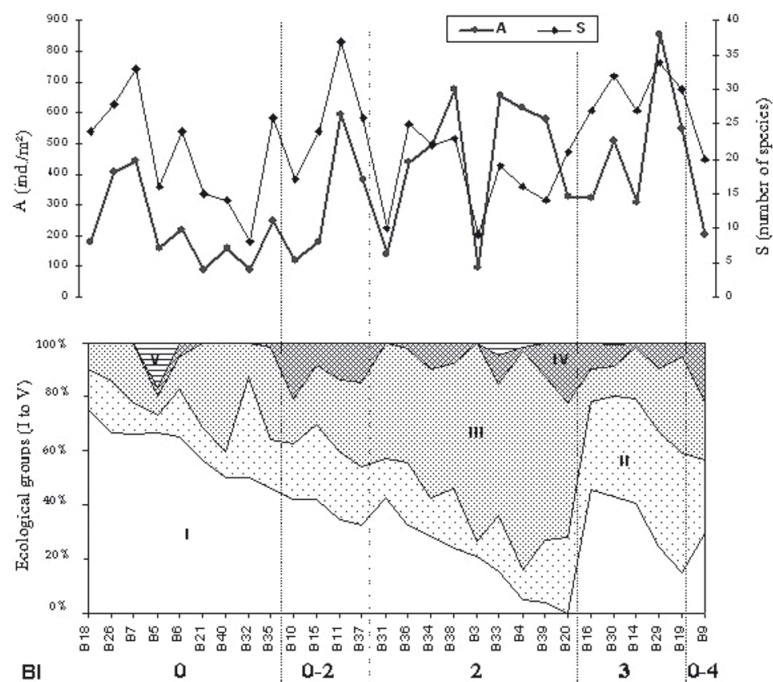 A S
A (ind./m²)
900
800
700
600
500
400
300
200
100
0
S (number of species)
40
35
30
25
20
15
10
5
0
Ecological groups (I to V)
100%
80%
60%
40%
20%
0%
I
II
III
IV
V
B18 B26 B7 B5 B6 B21 B40 B32 B35 B10 B15 B11 B37 B31 B36 B34 B38 B3 B33 B4 B39 B20 B16 B30 B14 B29 B19 B9
BI 0 0-2 2 3 0-4